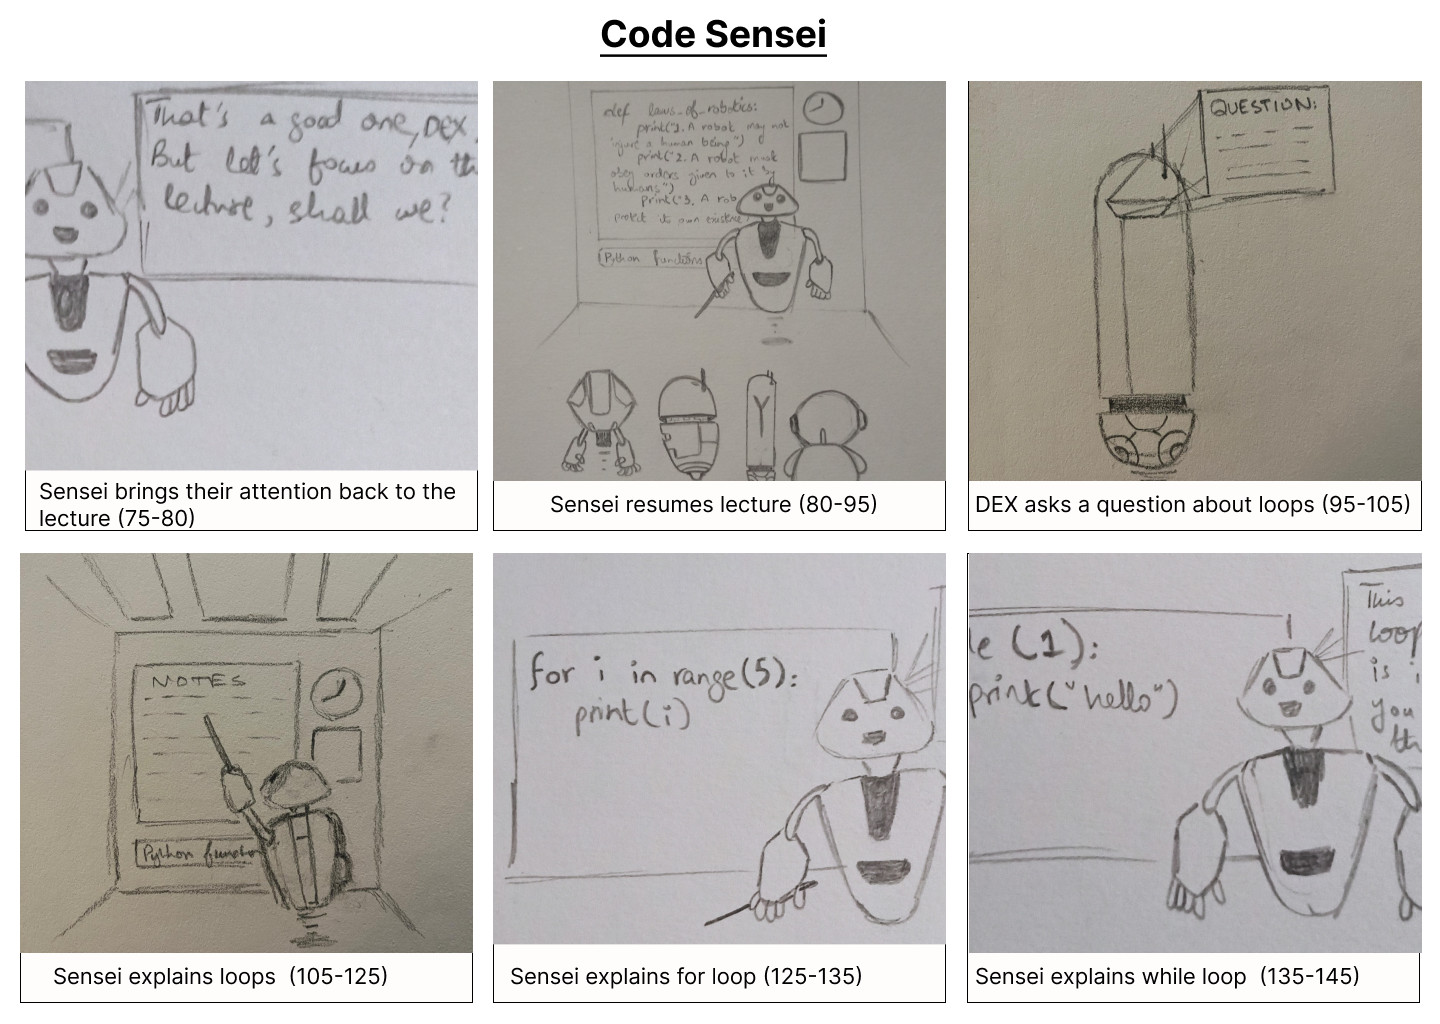 Code Sensei
That's a good one, DEX.
But let's focus on th
lecture, shall we?
Sensei brings their attention back to the
lecture (75-80)
def laws_of_robotics:
print("1. A robot may not
injure a human being")
print("2. A robot must
obey orders given to it by
humans")
print("3. A rob
protect its own existence
Python functions
Sensei resumes lecture (80-95)
QUESTION:
DEX asks a question about loops (95-105)
NOTES
Python function
Sensei explains loops (105-125)
for i in range(5):
print(i)
Sensei explains for loop (125-135)
e (1):
print("hello")
This
loop
is i
you
th
Sensei explains while loop (135-145)